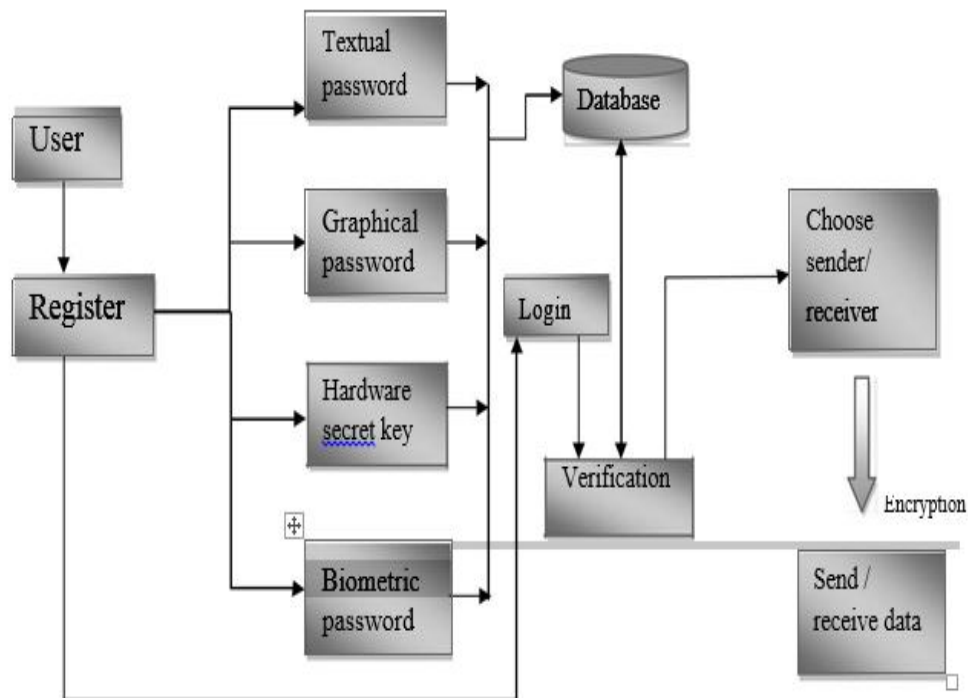 User
Register
Textual
password
Graphical
password
Hardware
secret key
Biometric
password
Database
Login
Verification
Choose
sender/
receiver
Encryption
Send /
receive data